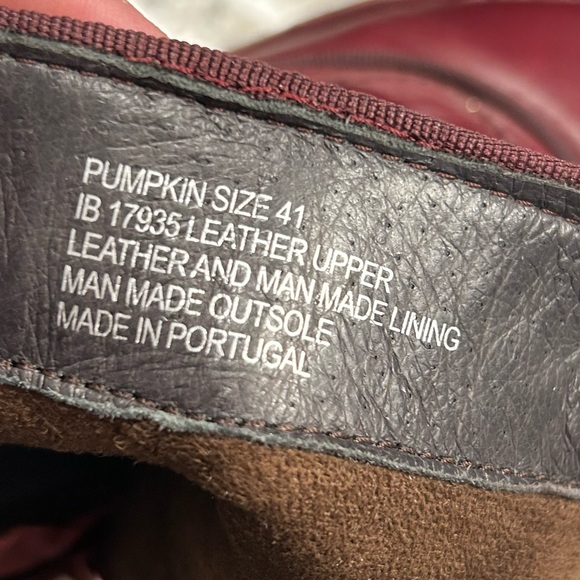 PUMPKiN SIZE 41
IB 17935 LEATHER UPPER
LEATHER AND MAN MADE LINING
MAN MADE OUTSOLE
MADE IN PORTUGAL